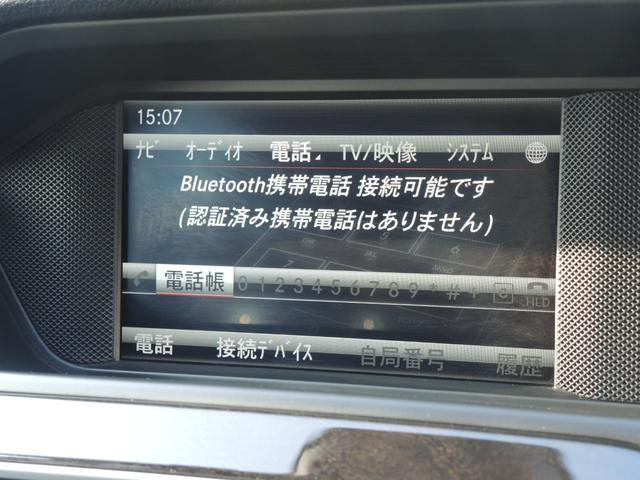 15:07
ナビ オーディオ 電話 TV/映像 システム
Bluetooth携帯電話 接続可能です
(認証済み携帯電話はありません)
電話帳 0 1 2 3 4 5 6 7 8 9 * # + HLD
電話 接続デバイス 自局番号 履歴